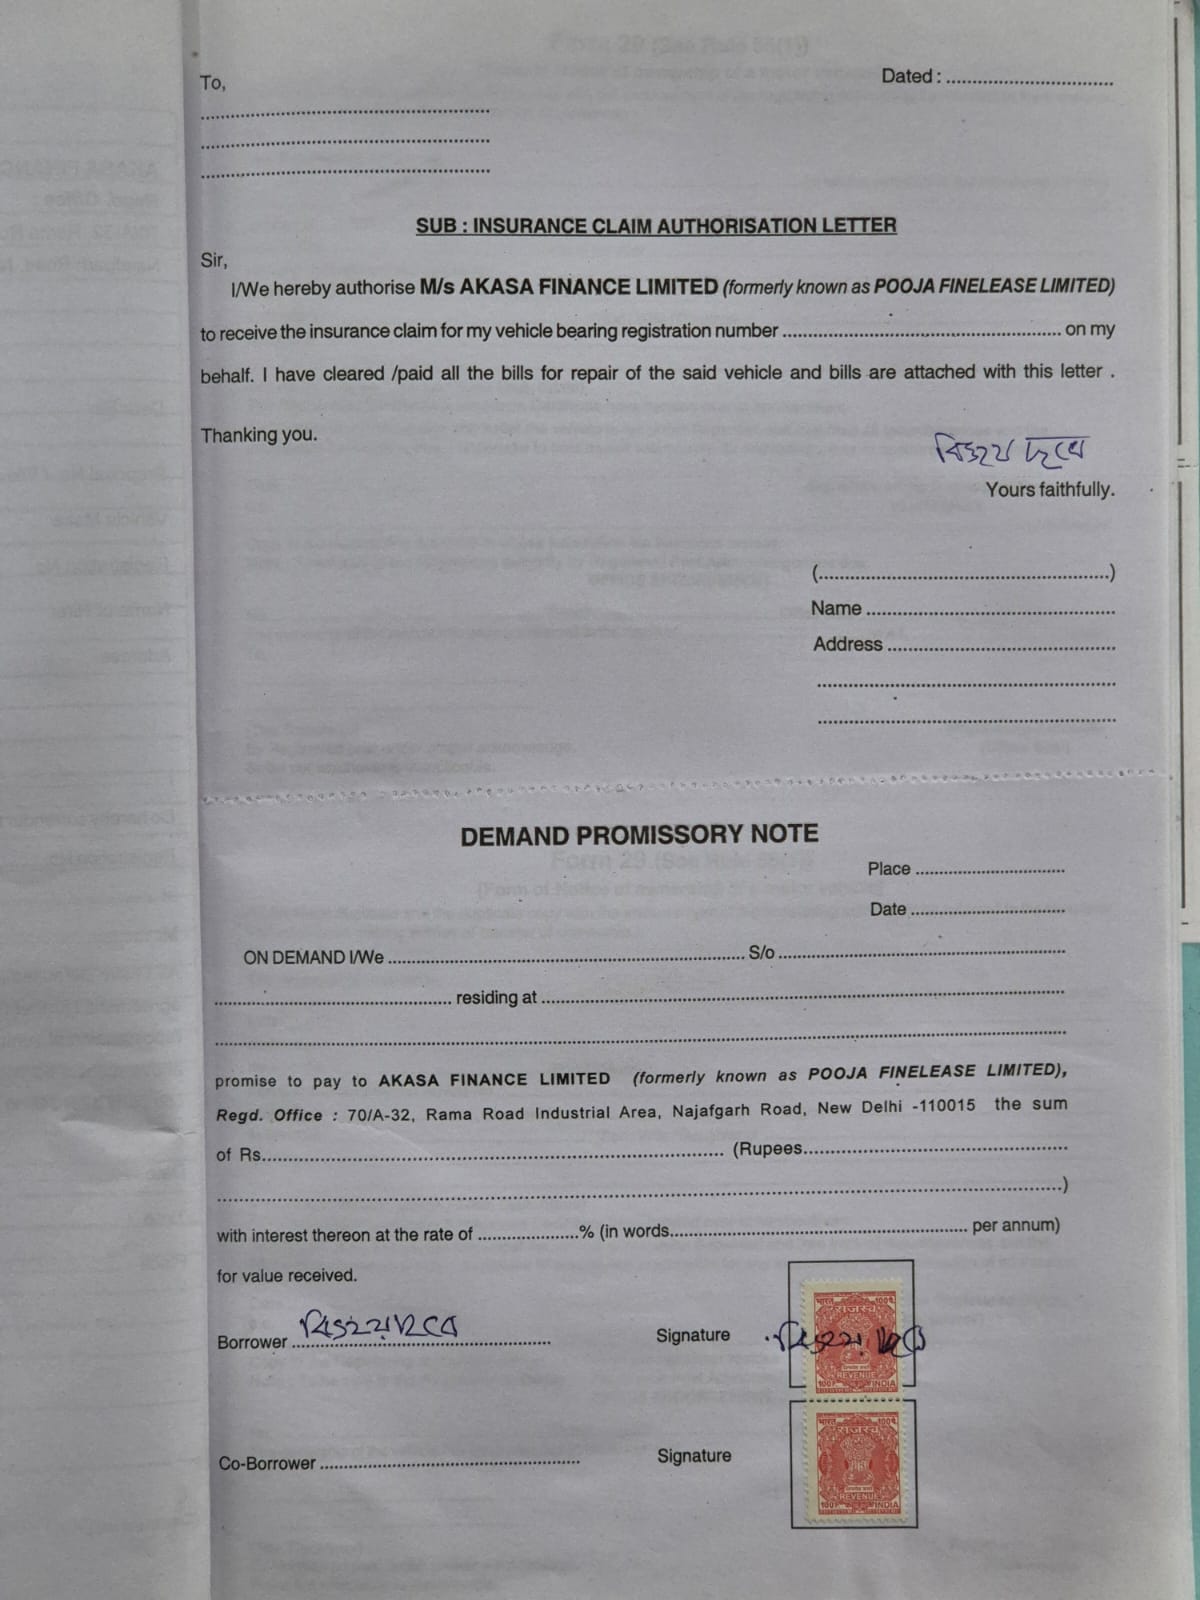 To,
Dated : ..............................
..................................................
..................................................
..................................................
SUB : INSURANCE CLAIM AUTHORISATION LETTER
Sir,
I/We hereby authorise M/s AKASA FINANCE LIMITED (formerly known as POOJA FINELEASE LIMITED)
to receive the insurance claim for my vehicle bearing registration number .................................................. on my
behalf. I have cleared /paid all the bills for repair of the said vehicle and bills are attached with this letter .
Thanking you.
Yours faithfully.
(..................................................)
Name ..................................................
Address ..................................................
..................................................
..................................................
DEMAND PROMISSORY NOTE
Place ..............................
Date ..............................
ON DEMAND I/We .................................................. S/o ..................................................
.................................................. residing at ..................................................
..................................................
promise to pay to AKASA FINANCE LIMITED (formerly known as POOJA FINELEASE LIMITED),
Regd. Office : 70/A-32, Rama Road Industrial Area, Najafgarh Road, New Delhi -110015 the sum
of Rs.................................................. (Rupees..................................................
..................................................)
with interest thereon at the rate of ....................% (in words.................................................. per annum)
for value received.
Borrower .................................................. Signature
भारत 100प
राजस्व
REVENUE
100P INDIA
Co-Borrower .................................................. Signature
भारत 100प
राजस्व
REVENUE
100P INDIA